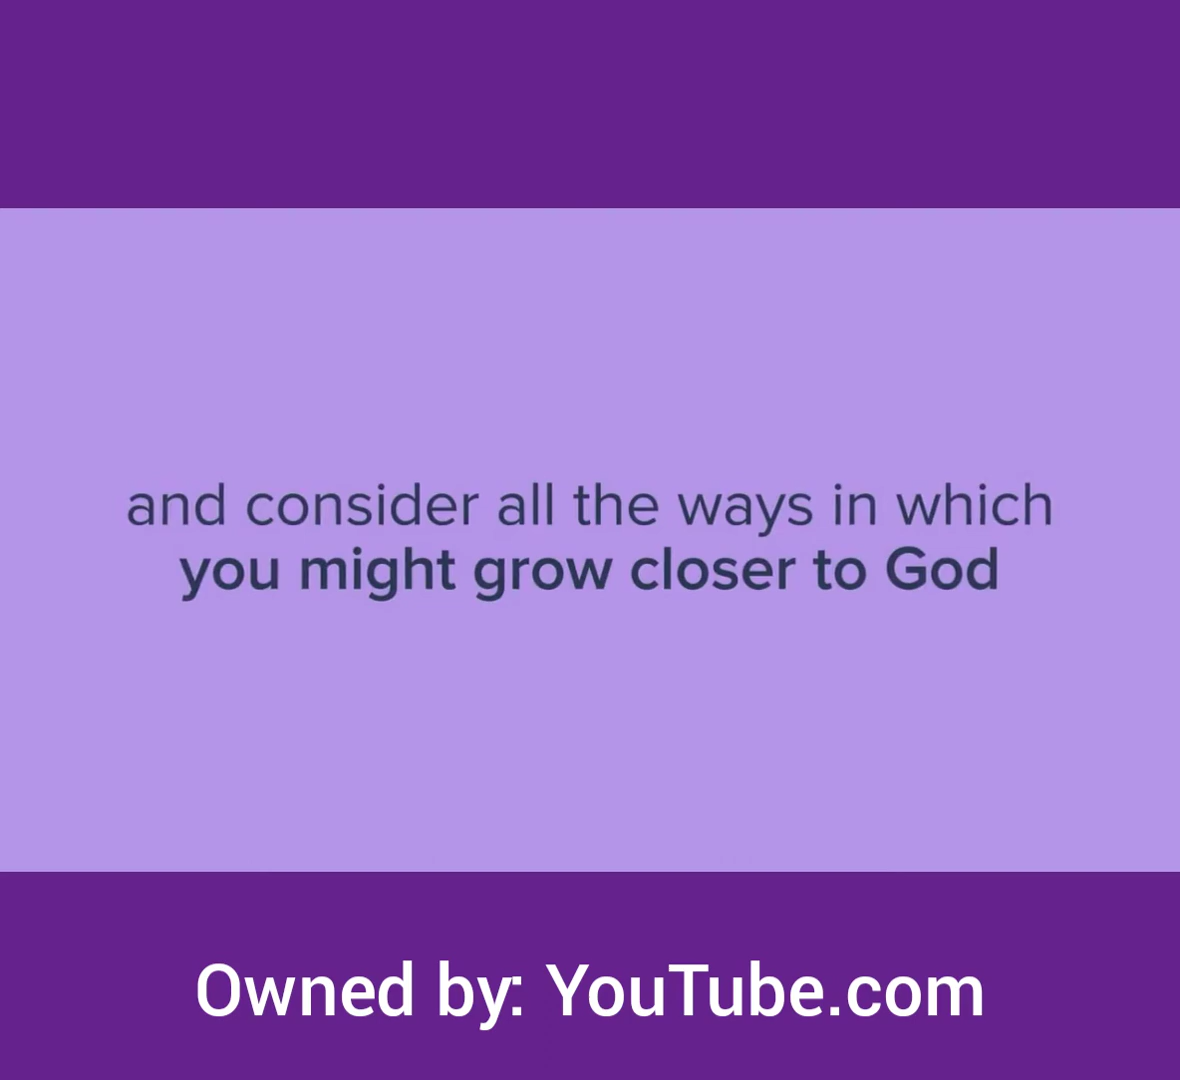 and consider all the ways in which
you might grow closer to God
Owned by: YouTube.com